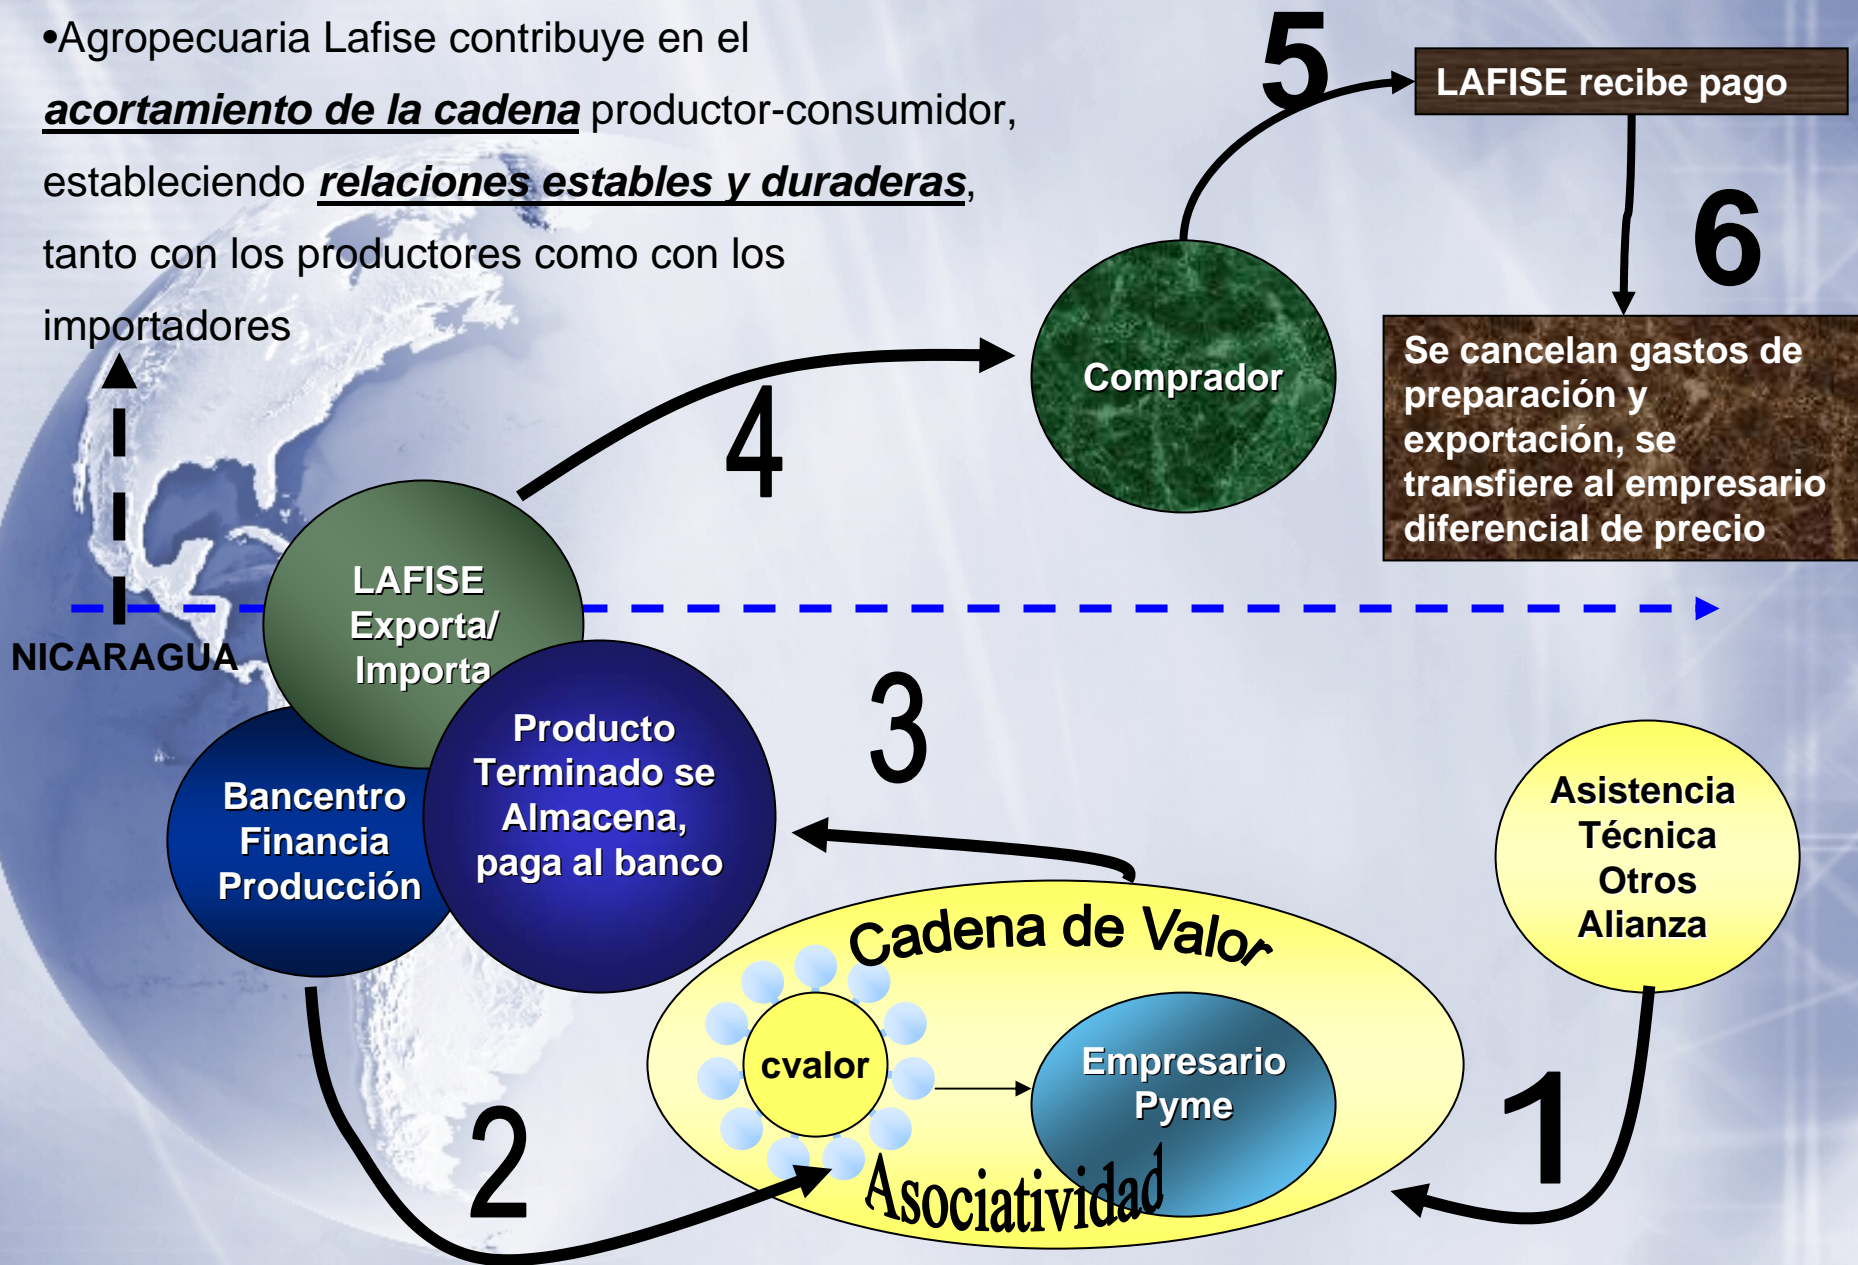 •Agropecuaria Lafise contribuye en el
acortamiento de la cadena productor-consumidor,
estableciendo relaciones estables y duraderas,
tanto con los productores como con los
importadores
5
LAFISE recibe pago
6
Se cancelan gastos de
preparación y
exportación, se
transfiere al empresario
diferencial de precio
Comprador
4
LAFISE
Exporta/
Importa
NICARAGUA
3
Producto
Terminado se
Almacena,
paga al banco
Bancentro
Financia
Producción
Asistencia
Técnica
Otros
Alianza
Cadena de Valor
cvalor
Empresario
Pyme
Asociatividad
2
1